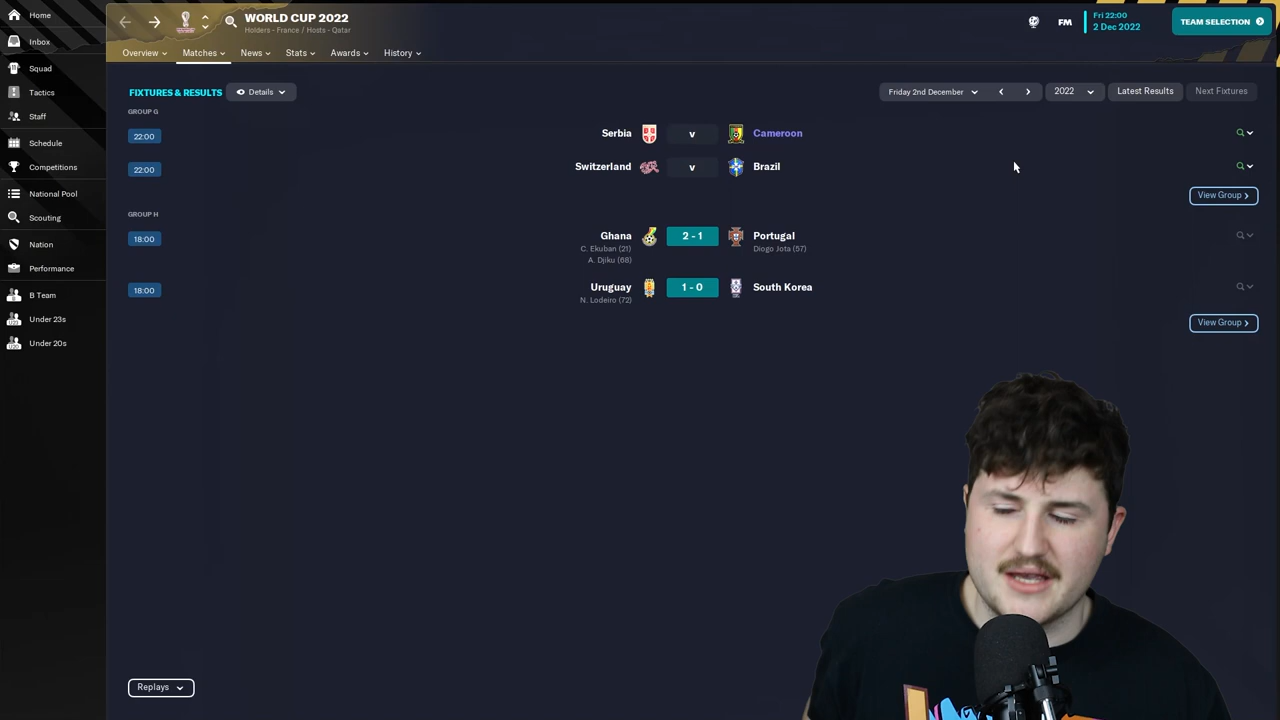 Home
Inbox
Squad
Tactics
Staff
Schedule
Competitions
National Pool
Scouting
Nation
Performance
B Team
Under 23s
Under 20s
WORLD CUP 2022
Holders - France / Hosts - Qatar
FM
Fri 22:00
2 Dec 2022
TEAM SELECTION
Overview
Matches
News
Stats
Awards
History
FIXTURES & RESULTS
Details
Friday 2nd December
2022
Latest Results
Next Fixtures
GROUP G
22:00 Serbia v Cameroon
22:00 Switzerland v Brazil
View Group
GROUP H
18:00 Ghana 2 - 1 Portugal
C. Ekuban (21) Diogo Jota (57)
A. Djiku (68)
18:00 Uruguay 1 - 0 South Korea
N. Lodeiro (72)
View Group
Replays